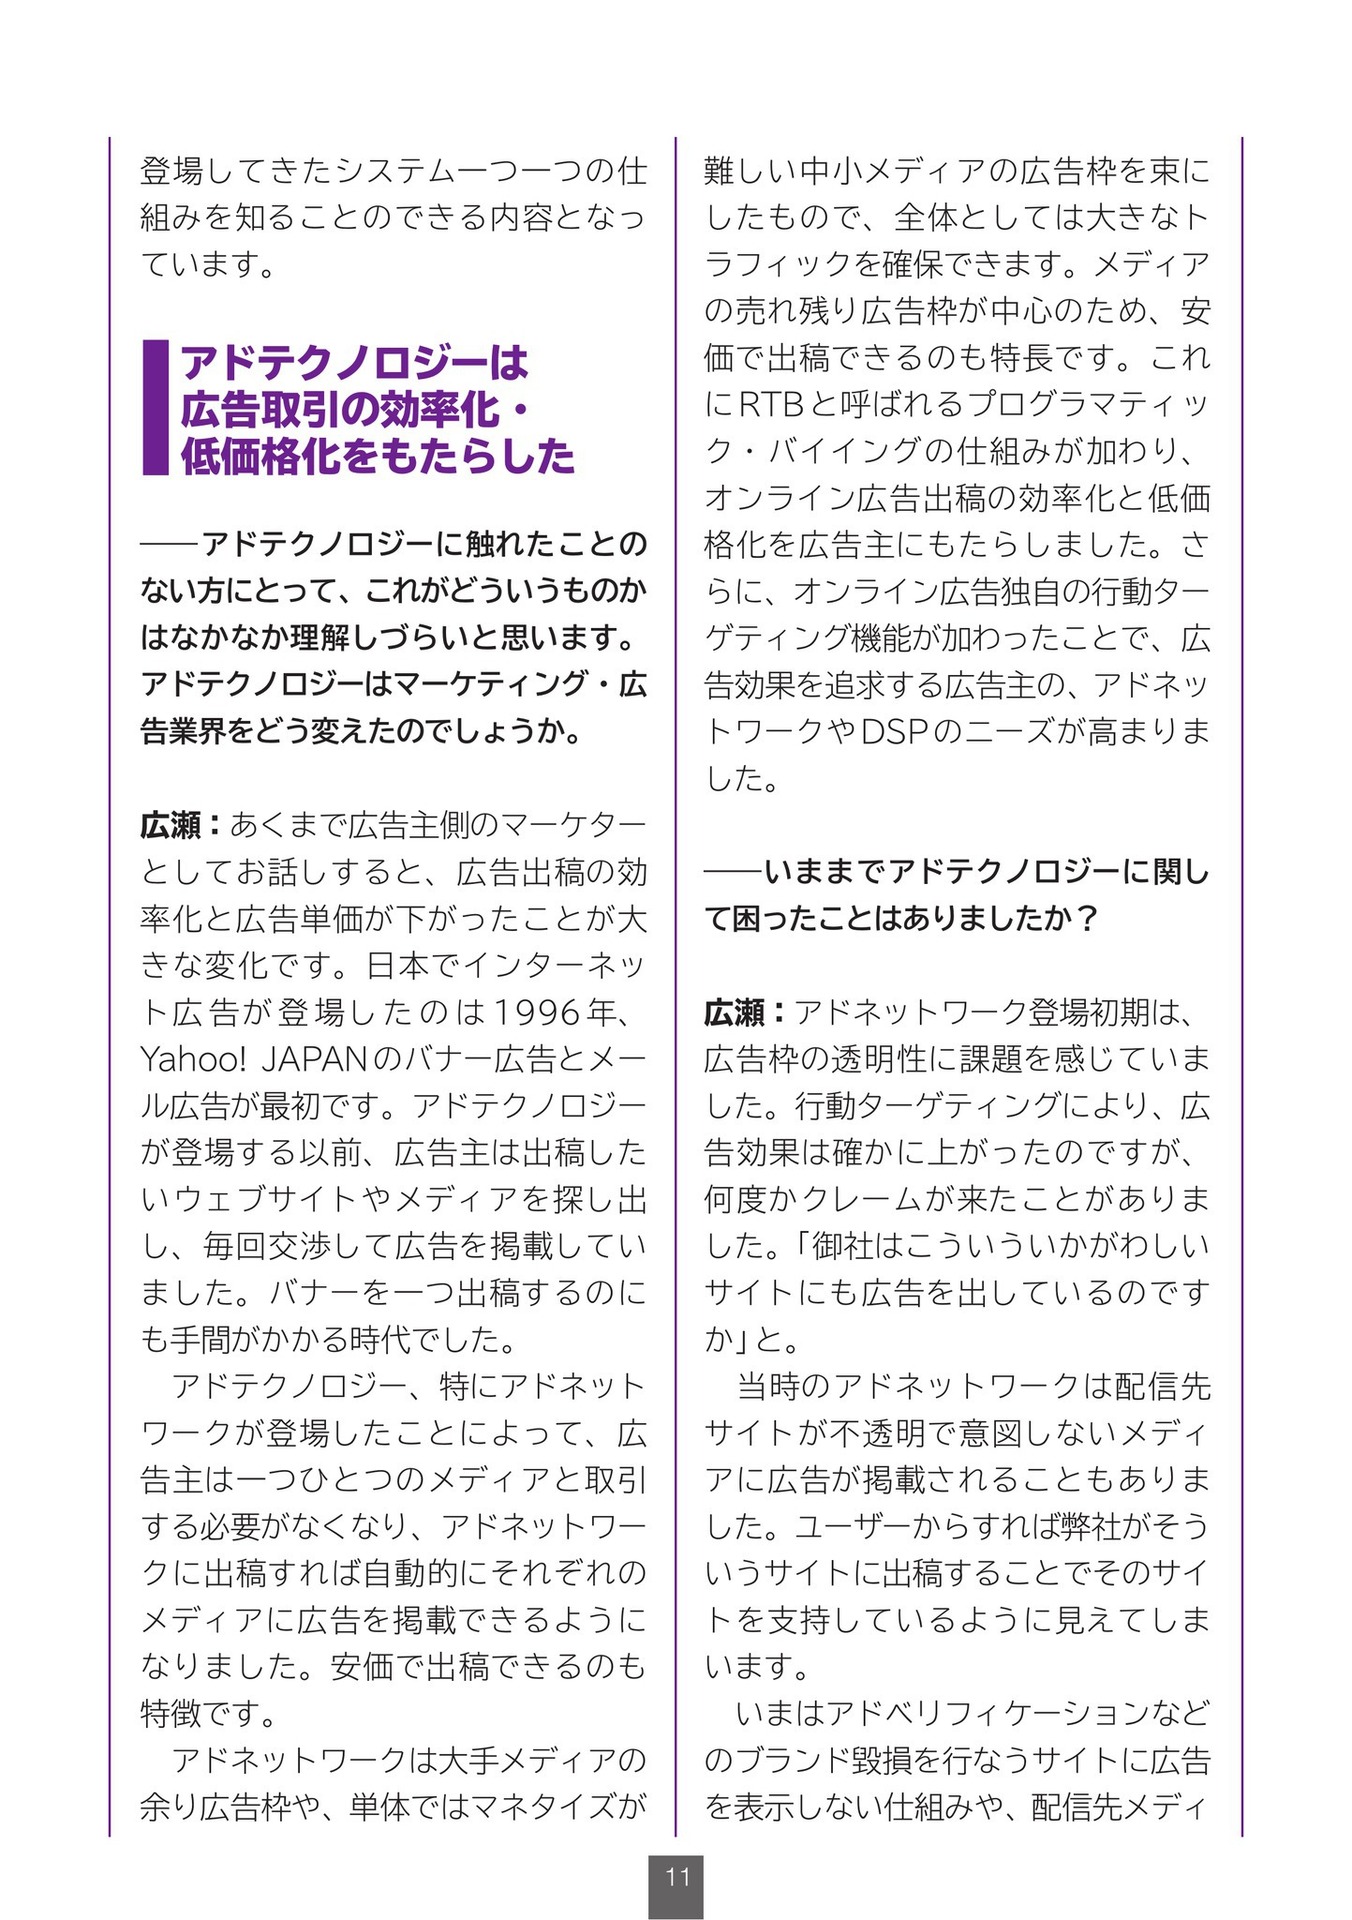 登場してきたシステム一つ一つの仕
組みを知ることのできる内容となっ
ています。
アドテクノロジーは
広告取引の効率化・
低価格化をもたらした
――アドテクノロジーに触れたことの
ない方にとって、これがどういうものか
はなかなか理解しづらいと思います。
アドテクノロジーはマーケティング・広
告業界をどう変えたのでしょうか。
広瀬：あくまで広告主側のマーケター
としてお話しすると、広告出稿の効
率化と広告単価が下がったことが大
きな変化です。日本でインターネッ
ト広告が登場したのは1996年、
Yahoo! JAPANのバナー広告とメー
ル広告が最初です。アドテクノロジー
が登場する以前、広告主は出稿した
いウェブサイトやメディアを探し出
し、毎回交渉して広告を掲載してい
ました。バナーを一つ出稿するのに
も手間がかかる時代でした。
　アドテクノロジー、特にアドネット
ワークが登場したことによって、広
告主は一つひとつのメディアと取引
する必要がなくなり、アドネットワー
クに出稿すれば自動的にそれぞれの
メディアに広告を掲載できるように
なりました。安価で出稿できるのも
特徴です。
　アドネットワークは大手メディアの
余り広告枠や、単体ではマネタイズが
難しい中小メディアの広告枠を束に
したもので、全体としては大きなト
ラフィックを確保できます。メディア
の売れ残り広告枠が中心のため、安
価で出稿できるのも特長です。これ
にRTBと呼ばれるプログラマティッ
ク・バイイングの仕組みが加わり、
オンライン広告出稿の効率化と低価
格化を広告主にもたらしました。さ
らに、オンライン広告独自の行動ター
ゲティング機能が加わったことで、広
告効果を追求する広告主の、アドネッ
トワークやDSPのニーズが高まりま
した。
――いままでアドテクノロジーに関し
て困ったことはありましたか？
広瀬：アドネットワーク登場初期は、
広告枠の透明性に課題を感じていま
した。行動ターゲティングにより、広
告効果は確かに上がったのですが、
何度かクレームが来たことがありま
した。「御社はこういういかがわしい
サイトにも広告を出しているのです
か」と。
　当時のアドネットワークは配信先
サイトが不透明で意図しないメディ
アに広告が掲載されることもありま
した。ユーザーからすれば弊社がそう
いうサイトに出稿することでそのサイ
トを支持しているように見えてしま
います。
　いまはアドベリフィケーションなど
のブランド毀損を行なうサイトに広告
を表示しない仕組みや、配信先メディ
11